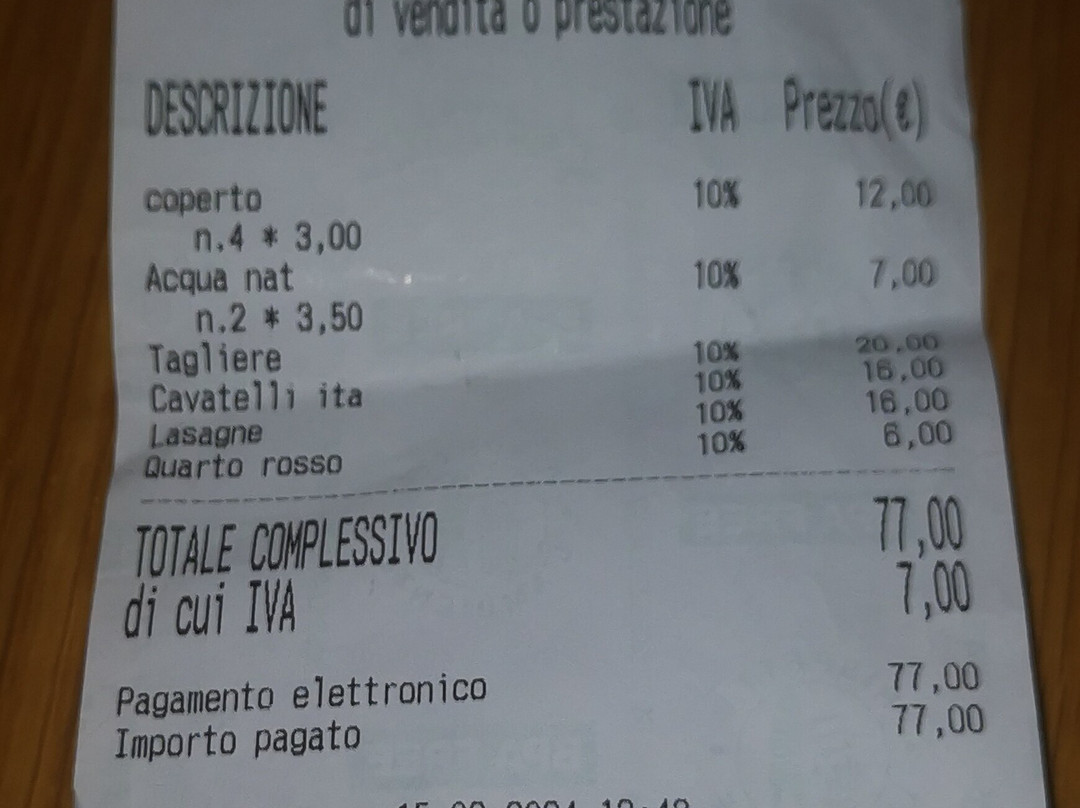 di vendita o prestazione
DESCRIZIONE IVA Prezzo(€)
coperto 10% 12,00
n.4 * 3,00
Acqua nat 10% 7,00
n.2 * 3,50
Tagliere 10% 20,00
Cavatelli ita 10% 16,00
Lasagne 10% 16,00
Quarto rosso 10% 6,00
TOTALE COMPLESSIVO 77,00
di cui IVA 7,00
Pagamento elettronico 77,00
Importo pagato 77,00